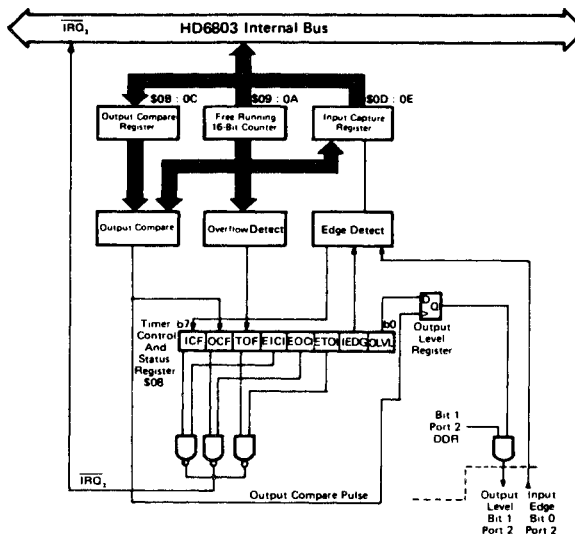 HD6803 Internal Bus
IRQ₂
$0B : 0C
$09 : 0A
$0D : 0E
Output Compare
Register
Free Running
16-Bit Counter
Input Capture
Register
Output Compare
Overflow Detect
Edge Detect
Timer
Control
And
Status
Register
$08
b7
b0
ICF
OCF
TOF
EICI
EOCI
ETOI
IEDG
OLVL
D
Q
Output
Level
Register
Bit 1
Port 2
DDR
IRQ₂
Output Compare Pulse
Output
Level
Bit 1
Port 2
Input
Edge
Bit 0
Port 2